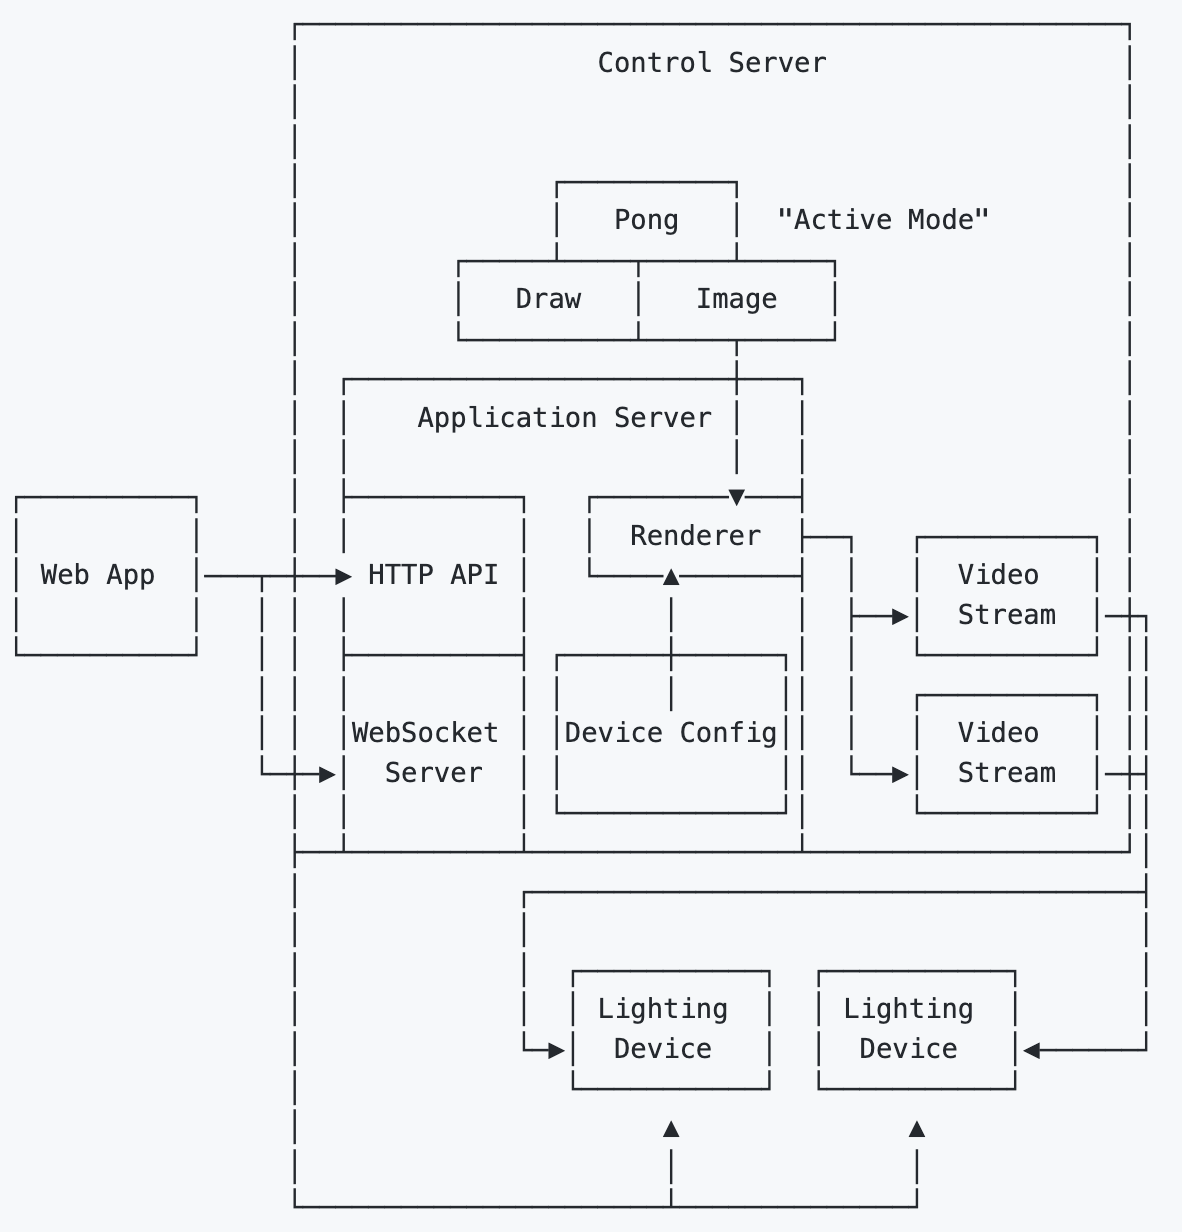 Control Server
Pong
"Active Mode"
Draw
Image
Application Server
Web App
HTTP API
Renderer
Video
Stream
WebSocket
Server
Device Config
Video
Stream
Lighting
Device
Lighting
Device